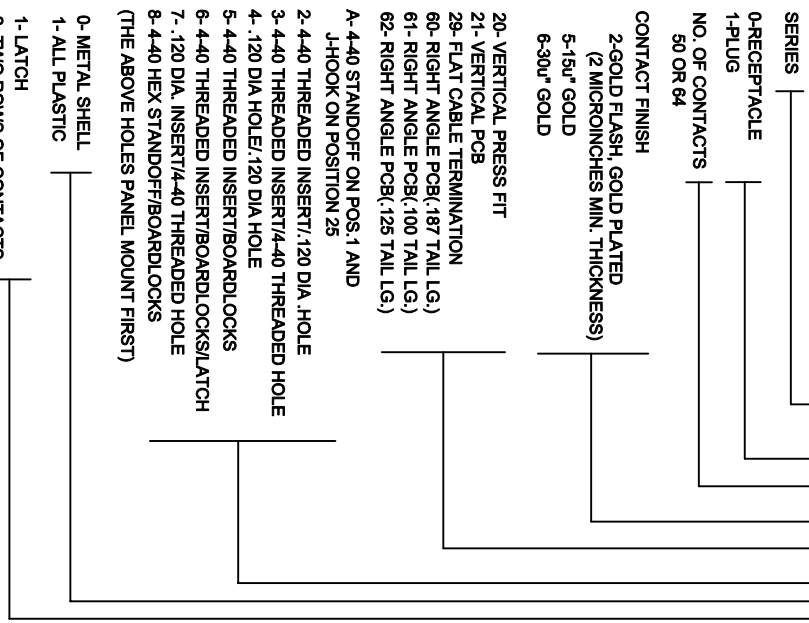 SERIES
0-RECEPTACLE
1-PLUG
NO. OF CONTACTS
50 OR 64
CONTACT FINISH
2-GOLD FLASH, GOLD PLATED
(2 MICROINCHES MIN. THICKNESS)
5-15u" GOLD
6-30u" GOLD
20- VERTICAL PRESS FIT
21- VERTICAL PCB
29- FLAT CABLE TERMINATION
60- RIGHT ANGLE PCB(.187 TAIL LG.)
61- RIGHT ANGLE PCB(.100 TAIL LG.)
62- RIGHT ANGLE PCB(.125 TAIL LG.)
A- 4-40 STANDOFF ON POS.1 AND
J-HOOK ON POSITION 25
2- 4-40 THREADED INSERT/.120 DIA .HOLE
3- 4-40 THREADED INSERT/4-40 THREADED HOLE
4- .120 DIA HOLE/.120 DIA HOLE
5- 4-40 THREADED INSERT/BOARDLOCKS
6- 4-40 THREADED INSERT/BOARDLOCKS/LATCH
7- .120 DIA. INSERT/4-40 THREADED HOLE
8- 4-40 HEX STANDOFF/BOARDLOCKS
(THE ABOVE HOLES PANEL MOUNT FIRST)
0- METAL SHELL
1- ALL PLASTIC
1- LATCH
TWO ROWS OF CONTACTS